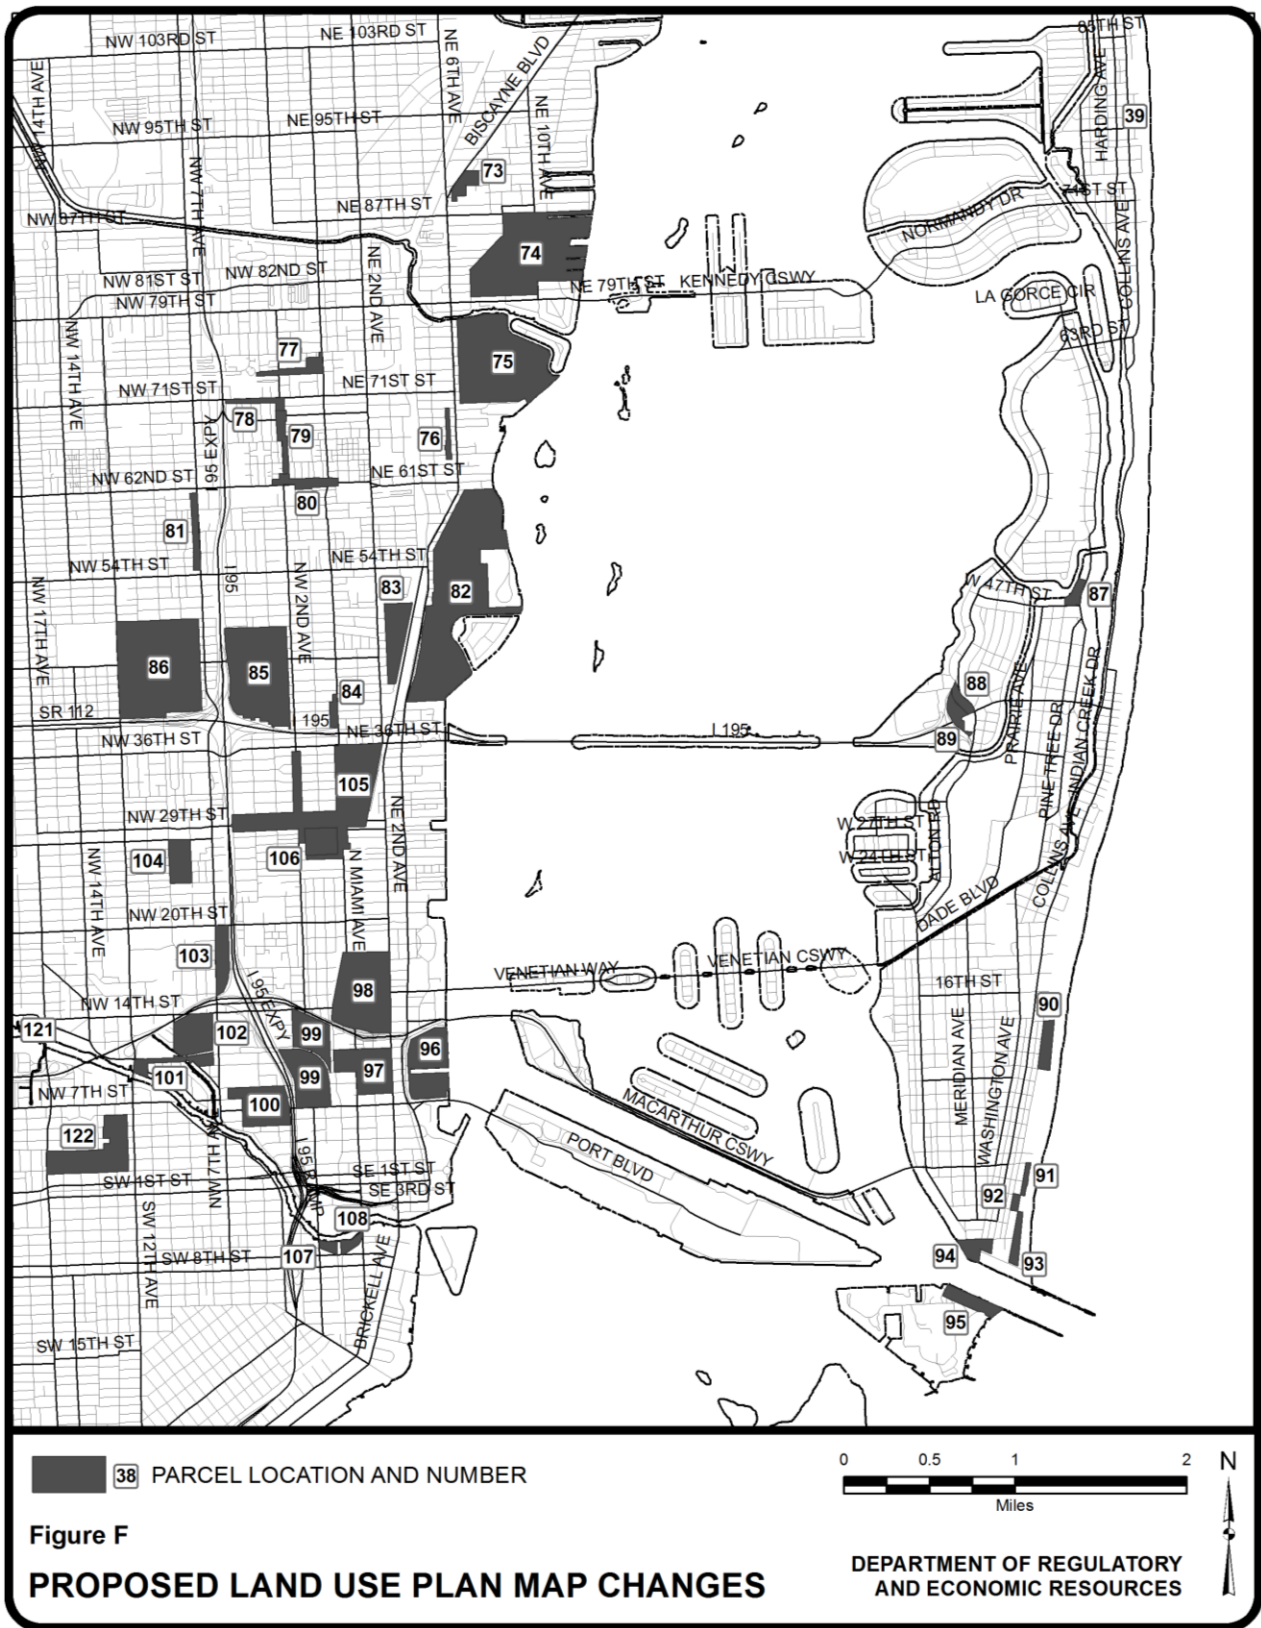 NW 103RD ST
NE 103RD ST
NE 6TH AVE
BISCAYNE BLVD
85TH ST
NW 14TH AVE
HARDING AVE
39
NW 95TH ST
NE 95TH ST
NE 10TH AVE
NW 7TH AVE
73
71ST ST
NE 87TH ST
NORMANDY DR
NW 87TH ST
COLLINS AVE
74
NW 81ST ST
NW 82ND ST
NE 2ND AVE
NE 79TH ST
KENNEDY CSWY
NW 79TH ST
LA GORCE CIR
63RD ST
NW 14TH AVE
77
75
NW 71ST ST
NE 71ST ST
78
79
76
I 95 EXPY
NW 62ND ST
NE 61ST ST
80
81
NE 54TH ST
NW 54TH ST
I 95
NW 2ND AVE
83
82
W 47TH ST
87
NW 17TH AVE
86
85
84
88
PRAIRIE AVE
PINE TREE DR
INDIAN CREEK DR
SR 112
I 195
NE 36TH ST
I 195
NW 36TH ST
89
105
NE 2ND AVE
NW 29TH ST
W 27TH ST
W 24TH ST
ALTON RD
COLLINS AVE
104
106
NW 14TH AVE
N MIAMI AVE
DADE BLVD
NW 20TH ST
103
VENETIAN WAY
VENETIAN CSWY
I 95 EXPY
98
16TH ST
NW 14TH ST
90
121
102
99
96
MERIDIAN AVE
WASHINGTON AVE
101
99
97
NW 7TH ST
100
MACARTHUR CSWY
122
NW 7TH AVE
PORT BLVD
I 95 RAMP
SE 1ST ST
SW 1ST ST
SE 3RD ST
91
92
SW 12TH AVE
108
SW 8TH ST
107
BRICKELL AVE
94
93
95
SW 15TH ST
38 PARCEL LOCATION AND NUMBER
0 0.5 1 2
Miles
N
Figure F
PROPOSED LAND USE PLAN MAP CHANGES
DEPARTMENT OF REGULATORY
AND ECONOMIC RESOURCES